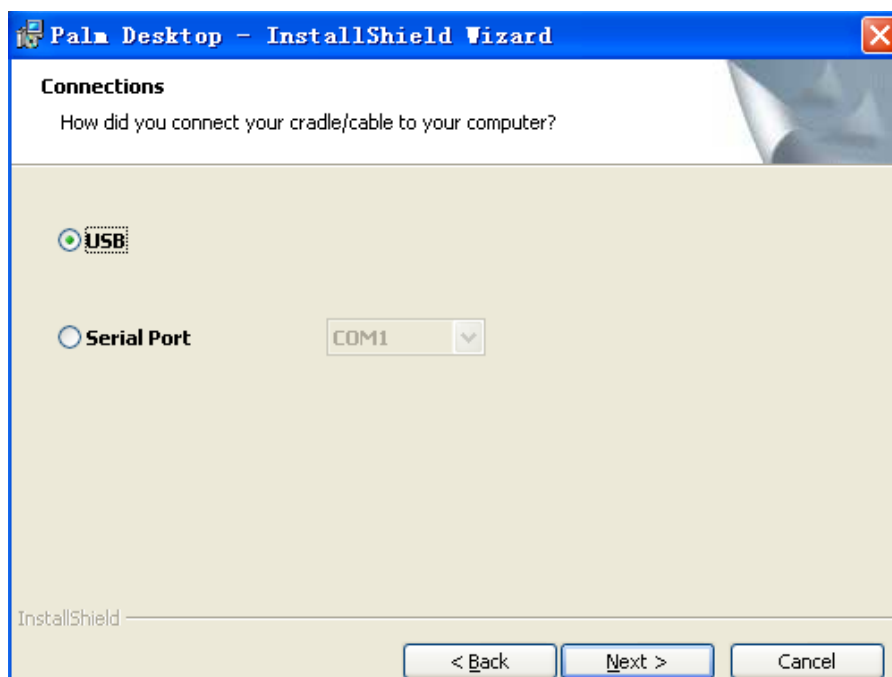 Palm Desktop - InstallShield Wizard
Connections
How did you connect your cradle/cable to your computer?
USB
Serial Port COM1
InstallShield
< Back Next > Cancel